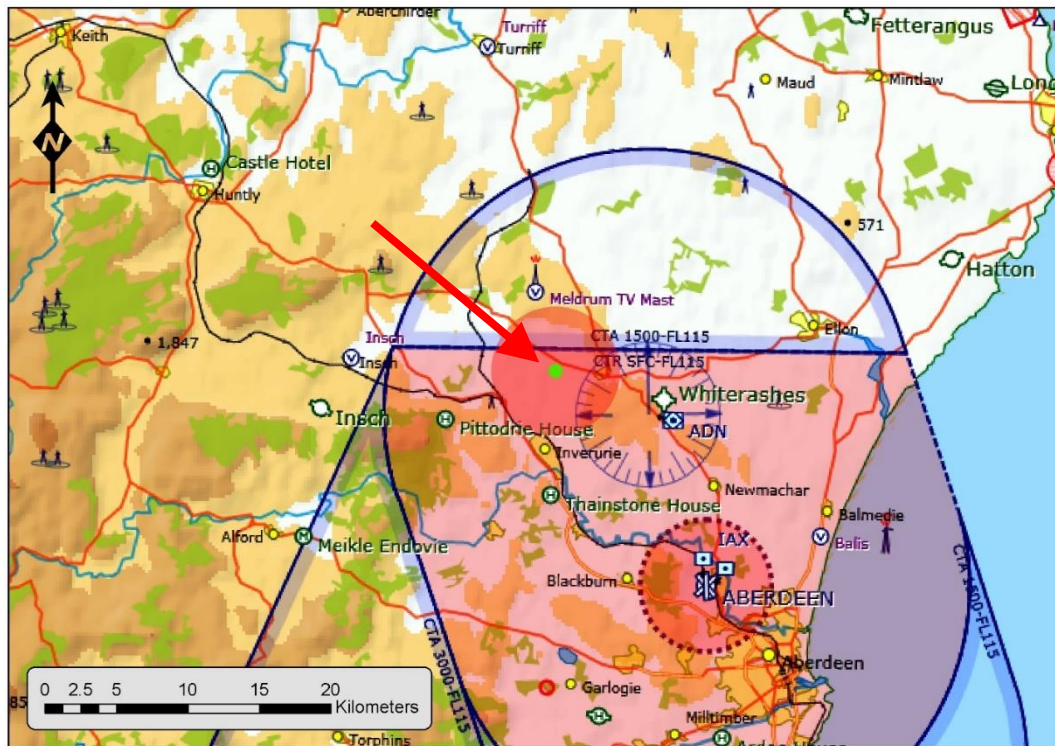 Aberchirder
Keith
Turriff
Turriff
Fetterangus
Maud
Mintlaw
Long
N
Castle Hotel
Huntly
571
Hatton
Meldrum TV Mast
Ellon
CTA 1500-FL115
CTR SFC-FL115
1,847
Insch
Insch
Insch
Whiterashes
ADN
Pittodrie House
Inverurie
Thainstone House
Newmachar
Balmedie
Balis
Alford
Meikle Endovie
IAX
Blackburn
ABERDEEN
CTA 1500-FL115
CTA 3000-FL115
Aberdeen
0 2.5 5 10 15 20
Kilometers
85
Garlogie
Milltimber
Torphins